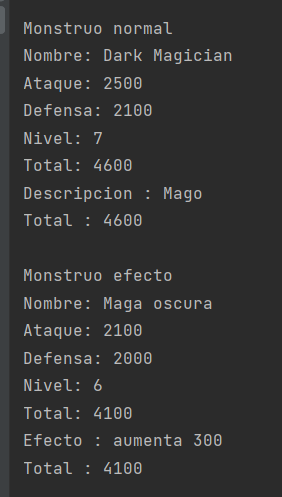 Monstruo normal
Nombre: Dark Magician
Ataque: 2500
Defensa: 2100
Nivel: 7
Total: 4600
Descripcion : Mago
Total : 4600
Monstruo efecto
Nombre: Maga oscura
Ataque: 2100
Defensa: 2000
Nivel: 6
Total: 4100
Efecto : aumenta 300
Total : 4100